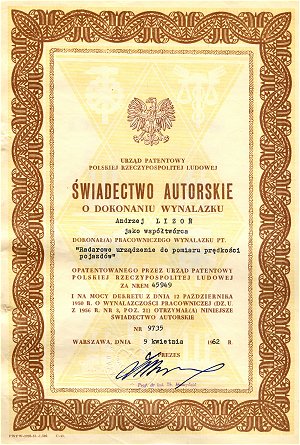 URZĄD PATENTOWY
POLSKIEJ RZECZYPOSPOLITEJ LUDOWEJ
ŚWIADECTWO AUTORSKIE
O DOKONANIU WYNALAZKU
Andrzej LIZOŃ
jako współtwórca
DOKONAŁ(A) PRACOWNICZEGO WYNALAZKU PT.
"Radarowe urządzenie do pomiaru prędkości
pojazdów"
OPATENTOWANEGO PRZEZ URZĄD PATENTOWY
POLSKIEJ RZECZYPOSPOLITEJ LUDOWEJ
ZA NREM 45949
I NA MOCY DEKRETU Z DNIA 12 PAŹDZIERNIKA
1950 R. O WYNALAZCZOŚCI PRACOWNICZEJ (DZ. U.
Z 1956 R. NR 3, POZ. 21) OTRZYMAŁ(A) NINIEJSZE
ŚWIADECTWO AUTORSKIE
NR 9735
WARSZAWA, DNIA 9 kwietnia 1962 R.
PREZES